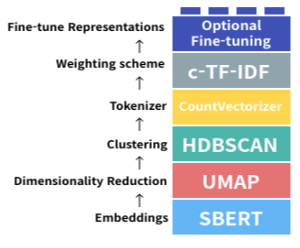 Fine-tune Representations
Optional
Fine-tuning
Weighting scheme
c-TF-IDF
Tokenizer
CountVectorizer
Clustering
HDBSCAN
Dimensionality Reduction
UMAP
Embeddings
SBERT